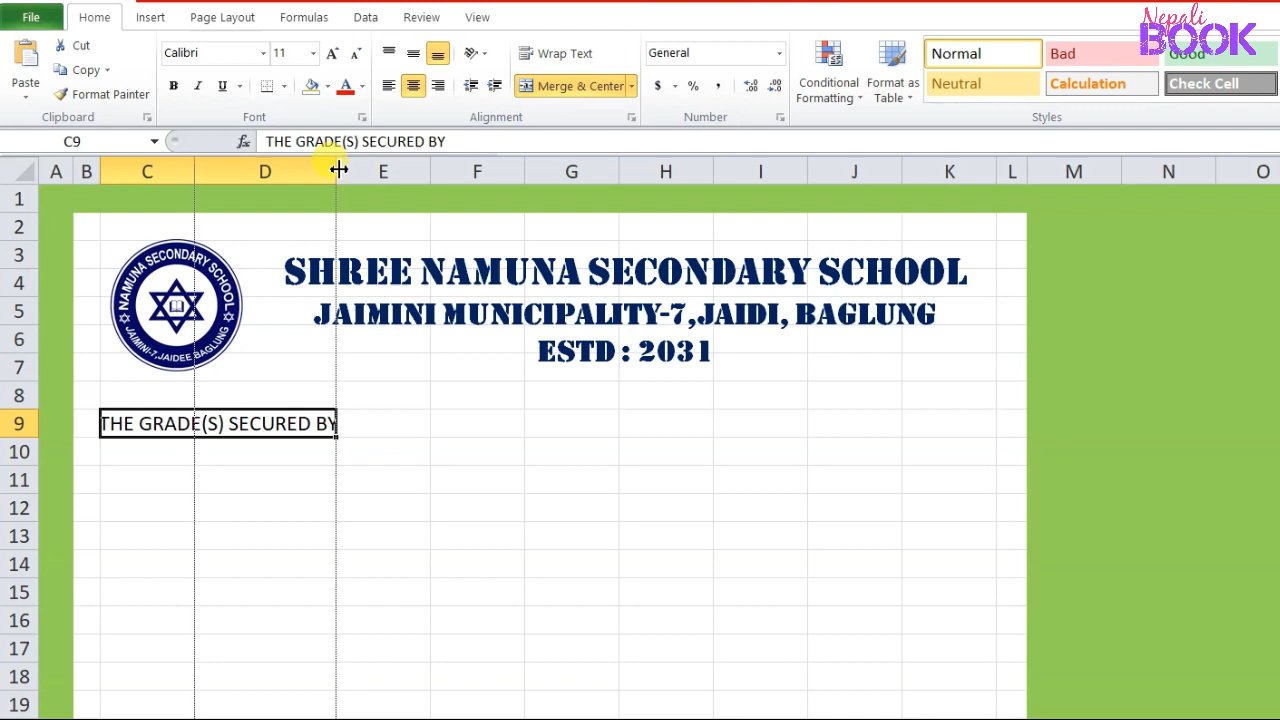 Nepali
BOOK
File Home Insert Page Layout Formulas Data Review View
Paste
Cut
Copy
Format Painter
Clipboard
Calibri 11
B I U A
Font
Wrap Text
Merge & Center
Alignment
General
$ % , .00
Number
Conditional Formatting
Format as Table
Normal Bad Good
Neutral Calculation Check Cell
Styles
C9 fx THE GRADE(S) SECURED BY
A B C D E F G H I J K L M N O
1
2
3
4
5
6
7
8
9
10
11
12
13
14
15
16
17
18
19
NAMUNA SECONDARY SCHOOL
JAIMINI-7,JAIDEE,BAGLUNG
SHREE NAMUNA SECONDARY SCHOOL
JAIMINI MUNICIPALITY-7,JAIDI, BAGLUNG
ESTD : 2031
THE GRADE(S) SECURED BY